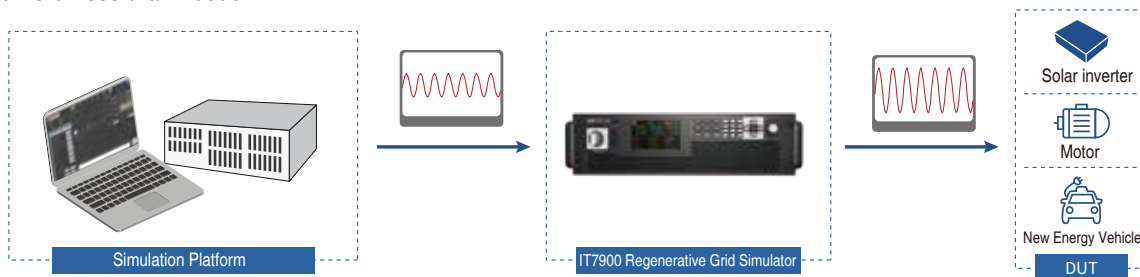 Simulation Platform
IT7900 Regenerative Grid Simulator
Solar inverter
Motor
New Energy Vehicle
DUT